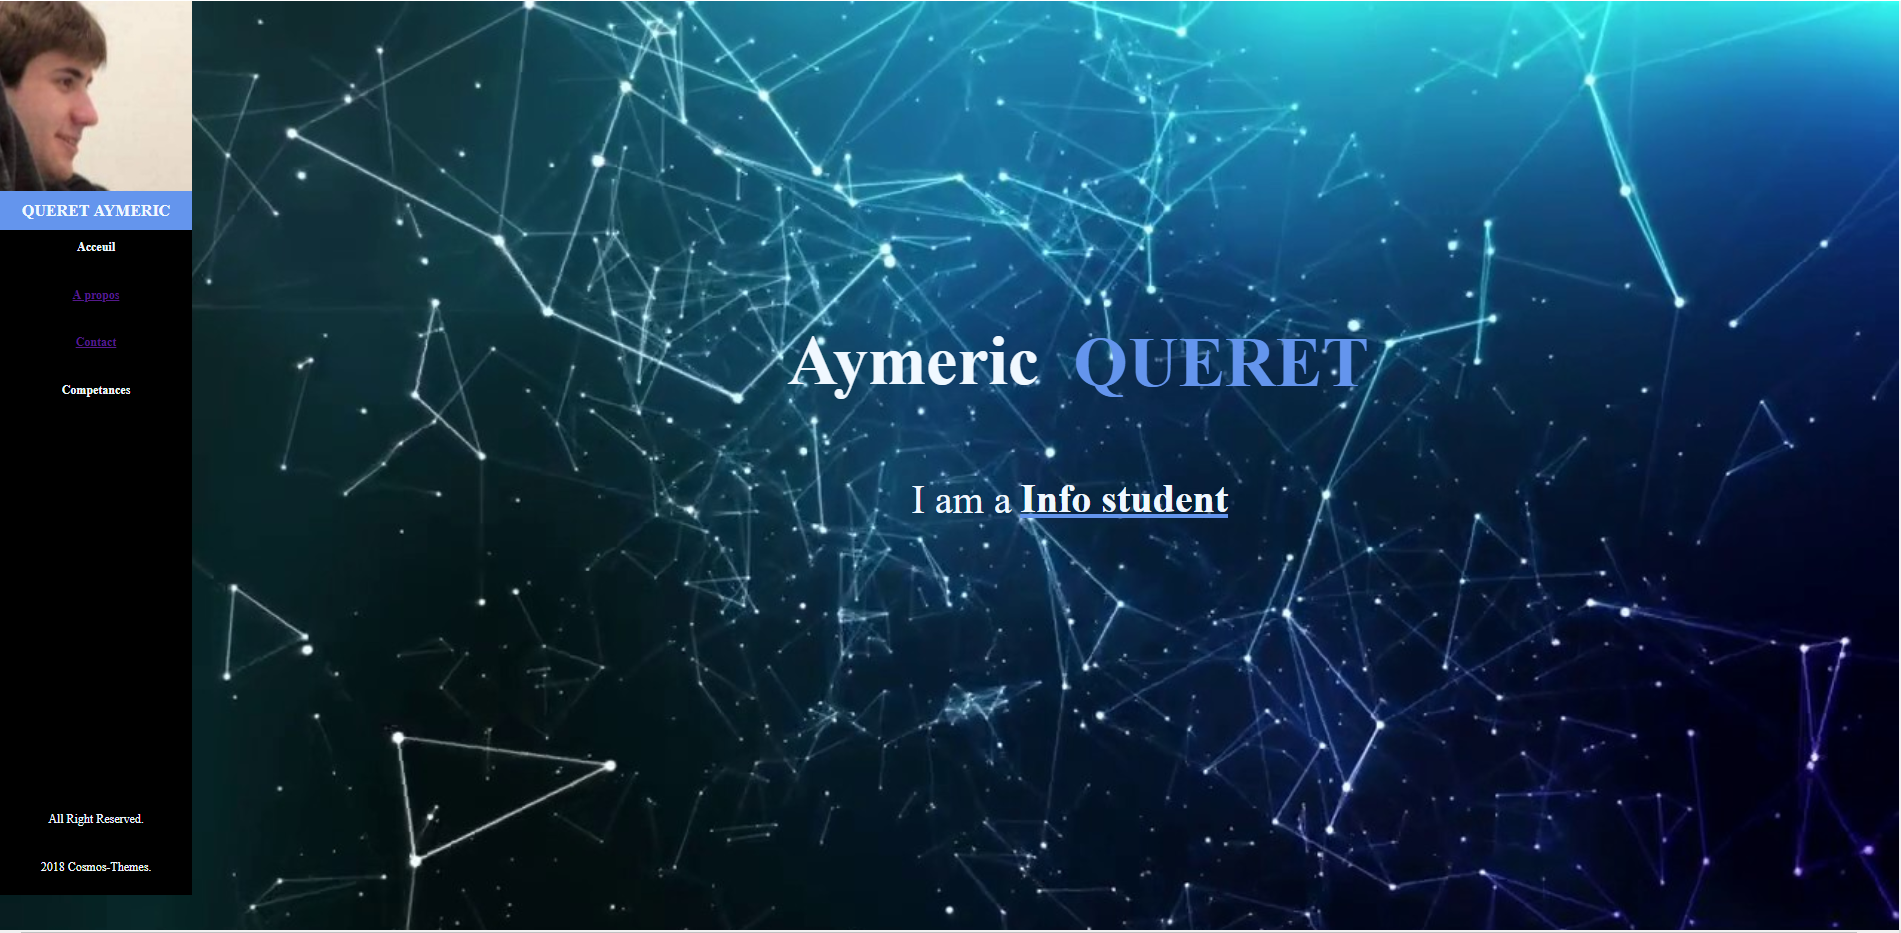 QUERET AYMERIC
Acceuil
A propos
Contact
Competances
Aymeric QUERET
I am a Info student
All Right Reserved.
2018 Cosmos-Themes.